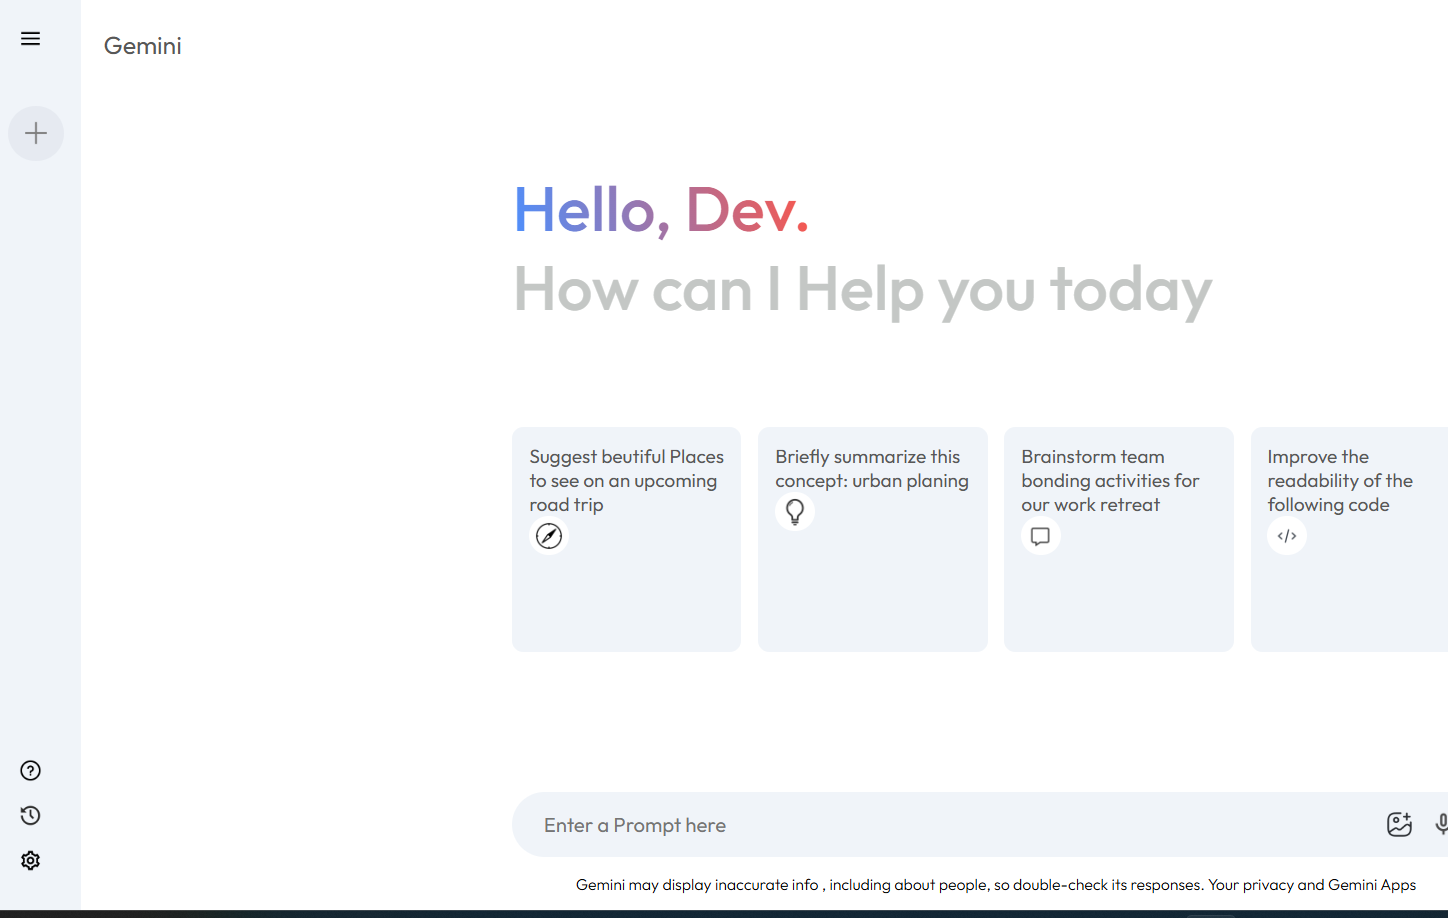 Gemini
Hello, Dev.
How can I Help you today
Suggest beutiful Places
to see on an upcoming
road trip
Briefly summarize this
concept: urban planing
Brainstorm team
bonding activities for
our work retreat
Improve the
readability of the
following code
Enter a Prompt here
Gemini may display inaccurate info , including about people, so double-check its responses. Your privacy and Gemini Apps